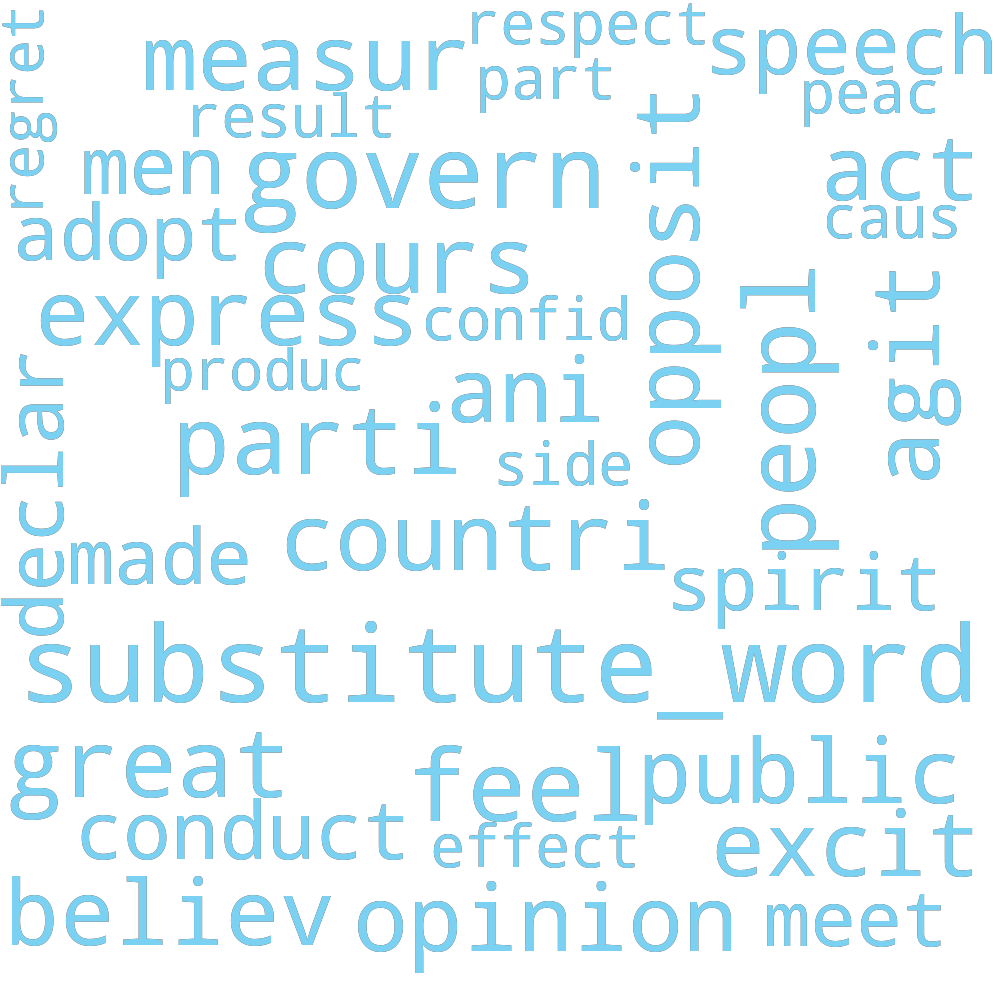 regret
measur
respect
speech
part
peac
result
opposit
men
govern
act
adopt
caus
cours
express
confid
peopl
agit
produc
ani
declar
parti
side
countri
made
spirit
substitute_word
great
feel
public
conduct
effect
excit
believ
opinion
meet